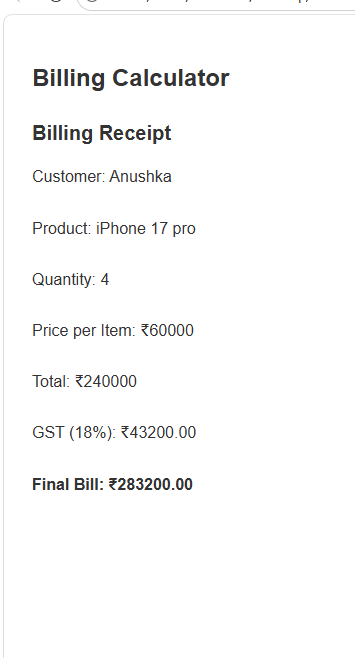 Billing Calculator
Billing Receipt
Customer: Anushka
Product: iPhone 17 pro
Quantity: 4
Price per Item: ₹60000
Total: ₹240000
GST (18%): ₹43200.00
Final Bill: ₹283200.00